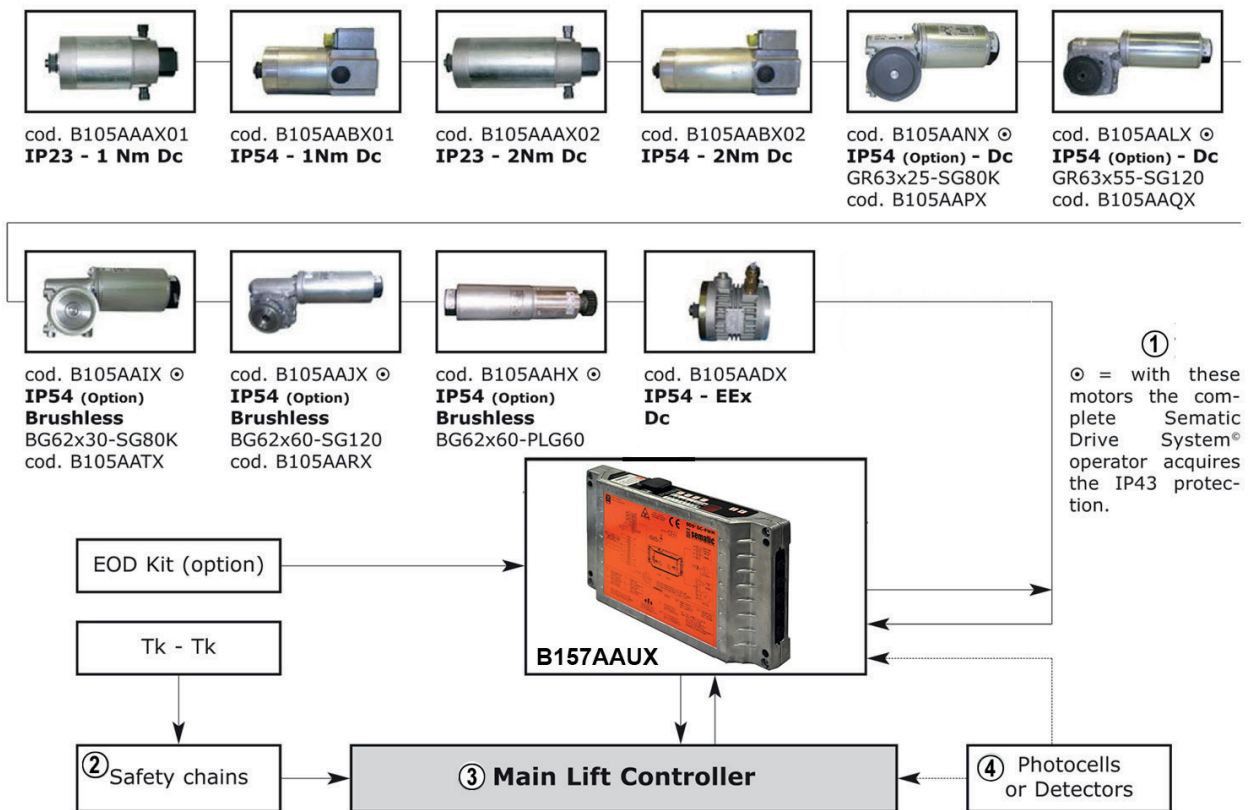 cod. B105AAAX01
IP23 - 1 Nm Dc
cod. B105AABX01
IP54 - 1Nm Dc
cod. B105AAAX02
IP23 - 2Nm Dc
cod. B105AABX02
IP54 - 2Nm Dc
cod. B105AANX ⊙
IP54 (Option) - Dc
GR63x25-SG80K
cod. B105AAPX
cod. B105AALX ⊙
IP54 (Option) - Dc
GR63x55-SG120
cod. B105AAQX
cod. B105AAIX ⊙
IP54 (Option)
Brushless
BG62x30-SG80K
cod. B105AATX
cod. B105AAJX ⊙
IP54 (Option)
Brushless
BG62x60-SG120
cod. B105AARX
cod. B105AAHX ⊙
IP54 (Option)
Brushless
BG62x60-PLG60
cod. B105AADX
IP54 - EEx
Dc
①
⊙ = with these
motors the com-
plete Sematic
Drive System©
operator acquires
the IP43 protec-
tion.
EOD Kit (option)
Tk - Tk
CE
sematic
B157AAUX
② Safety chains
③ Main Lift Controller
④ Photocells
or Detectors